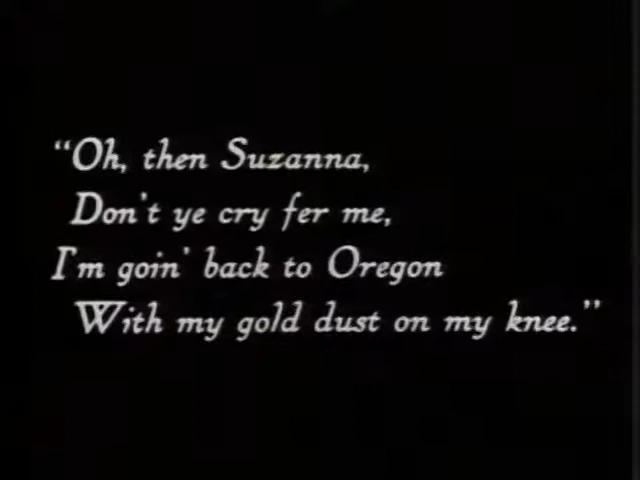 “Oh, then Suzanna,
Don't ye cry fer me,
I'm goin' back to Oregon
With my gold dust on my knee.”